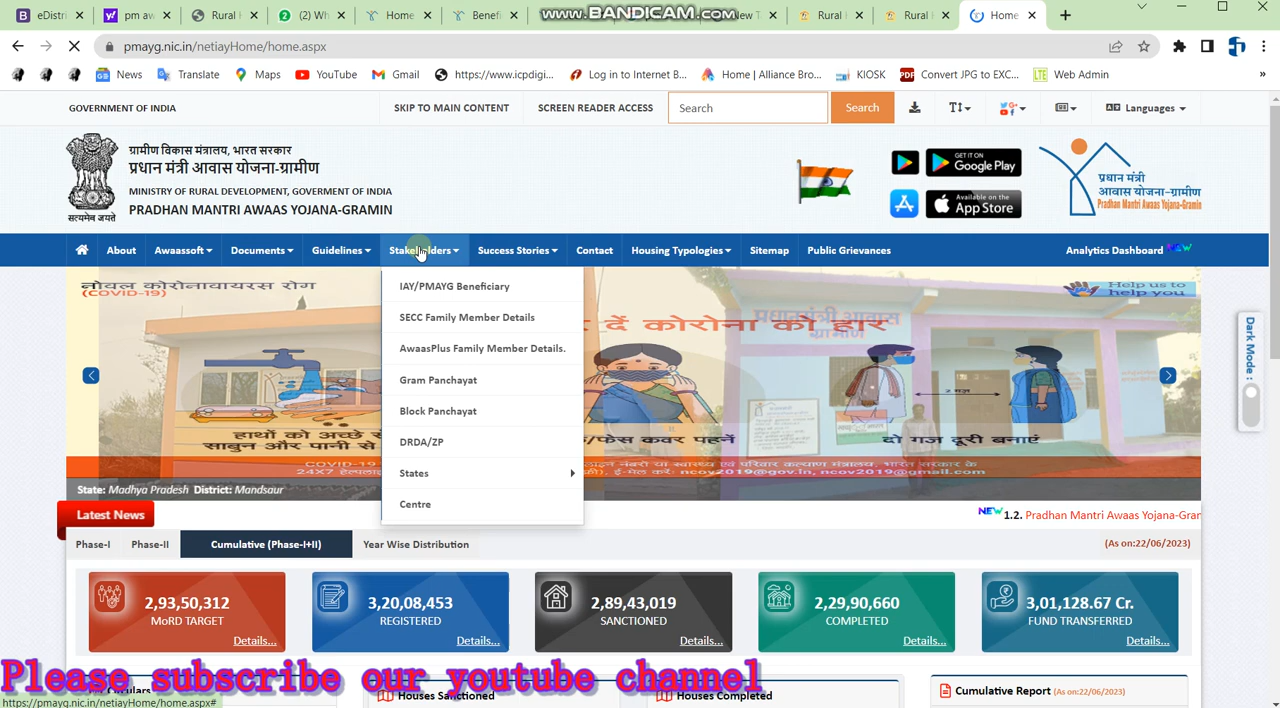 eDistri
pm aw
Rural
(2) Wh
Home
Benefi
www.BANDICAM.com
New T
Rural
Rural
Home
pmayg.nic.in/netiayHome/home.aspx
News
Translate
Maps
YouTube
Gmail
https://www.icpdigi...
Log in to Internet B...
Home | Alliance Bro...
KIOSK
Convert JPG to EXC...
Web Admin
»
GOVERNMENT OF INDIA
SKIP TO MAIN CONTENT
SCREEN READER ACCESS
Search
Search
Languages
ग्रामीण विकास मंत्रालय, भारत सरकार
प्रधान मंत्री आवास योजना-ग्रामीण
MINISTRY OF RURAL DEVELOPMENT, GOVERMENT OF INDIA
PRADHAN MANTRI AWAAS YOJANA-GRAMIN
सत्यमेव जयते
GET IT ON
Google Play
Available on the
App Store
प्रधान मंत्री
आवास योजना-ग्रामीण
Pradhan Mantri Awaas Yojana-Gramin
About
Awaassoft
Documents
Guidelines
Stakeholders
Success Stories
Contact
Housing Typologies
Sitemap
Public Grievances
Analytics Dashboard NEW
IAY/PMAYG Beneficiary
SECC Family Member Details
AwaasPlus Family Member Details.
Gram Panchayat
Block Panchayat
DRDA/ZP
States
Centre
नोवल कोरोनावायरस रोग
(COVID-19)
दें कोरोना को हार
Help us to
help you
हाथों को अच्छे से
साबुन और पानी से
फेस कवर पहनें
2 गज
दो गज दूरी बनाएं
State: Madhya Pradesh District: Mandsaur
Dark Mode :
Latest News
NEW 1.2. Pradhan Mantri Awaas Yojana-Gram
Phase-I
Phase-II
Cumulative (Phase-I+II)
Year Wise Distribution
(As on:22/06/2023)
2,93,50,312
MoRD TARGET
Details...
3,20,08,453
REGISTERED
Details...
2,89,43,019
SANCTIONED
Details...
2,29,90,660
COMPLETED
Details...
3,01,128.67 Cr.
FUND TRANSFERRED
Details...
Please subscribe our youtube channel
Circulars
Houses Sanctioned
Houses Completed
Cumulative Report (As on:22/06/2023)
https://pmayg.nic.in/netiayHome/home.aspx#